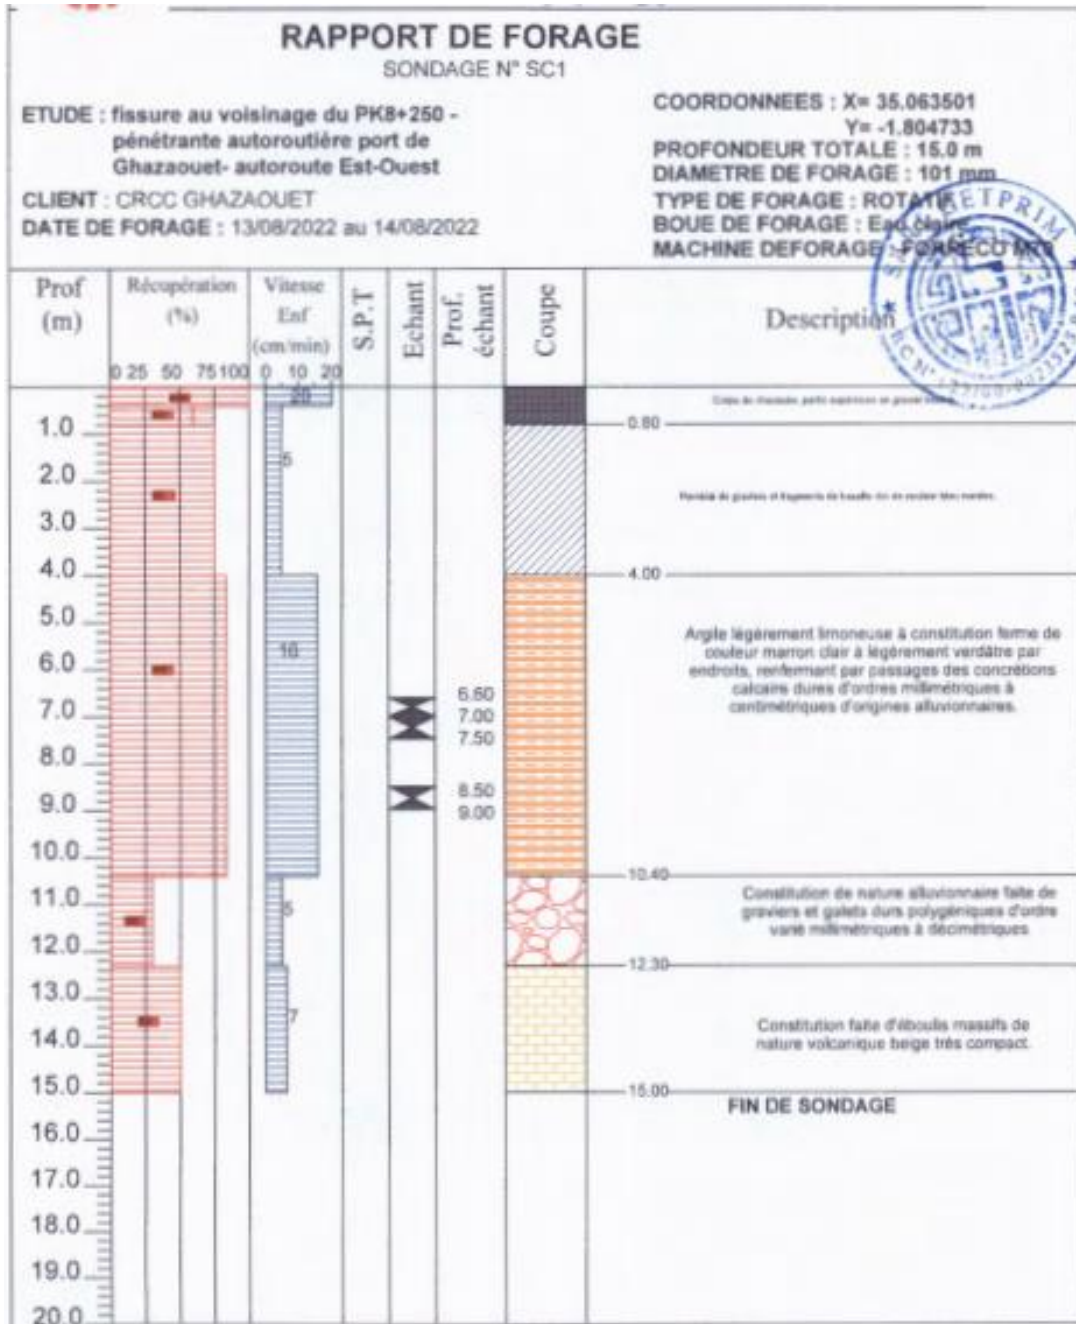 RAPPORT DE FORAGE
SONDAGE N° SC1
ETUDE : fissure au voisinage du PK8+250 -
pénétrante autoroutière port de
Ghazaouet- autoroute Est-Ouest
CLIENT : CRCC GHAZAOUET
DATE DE FORAGE : 13/08/2022 au 14/08/2022
COORDONNEES : X= 35.063501
Y= -1.804733
PROFONDEUR TOTALE : 15.0 m
DIAMETRE DE FORAGE : 101 mm
TYPE DE FORAGE : ROTATIF
BOUE DE FORAGE : Eau claire
MACHINE DEFORAGE :
ETPRIM
Prof
(m)
Récupération
(%)
0 25 50 75 100
Vitesse
Enf
(cm/min)
0 10 20
S.P.T
Echant
Prof.
échant
Coupe
Description
20
0.80
1.0
5
2.0
3.0
4.0
4.00
5.0
16
6.0
Argile légèrement limoneuse à constitution ferme de
couleur marron clair à légèrement verdâtre par
endroits, renfermant par passages des concrétions
calcaire dures d'ordres millimétriques à
centimétriques d'origines alluvionnaires.
6.60
7.0
7.00
7.50
8.0
8.50
9.0
9.00
10.0
10.40
11.0
5
Constitution de nature alluvionnaire faite de
graviers et galets durs polygéniques d'ordre
varié millimétriques à décimétriques
12.0
12.30
13.0
7
14.0
Constitution faite d'éboulis massifs de
nature volcanique beige très compact.
15.0
15.00
FIN DE SONDAGE
16.0
17.0
18.0
19.0
20.0